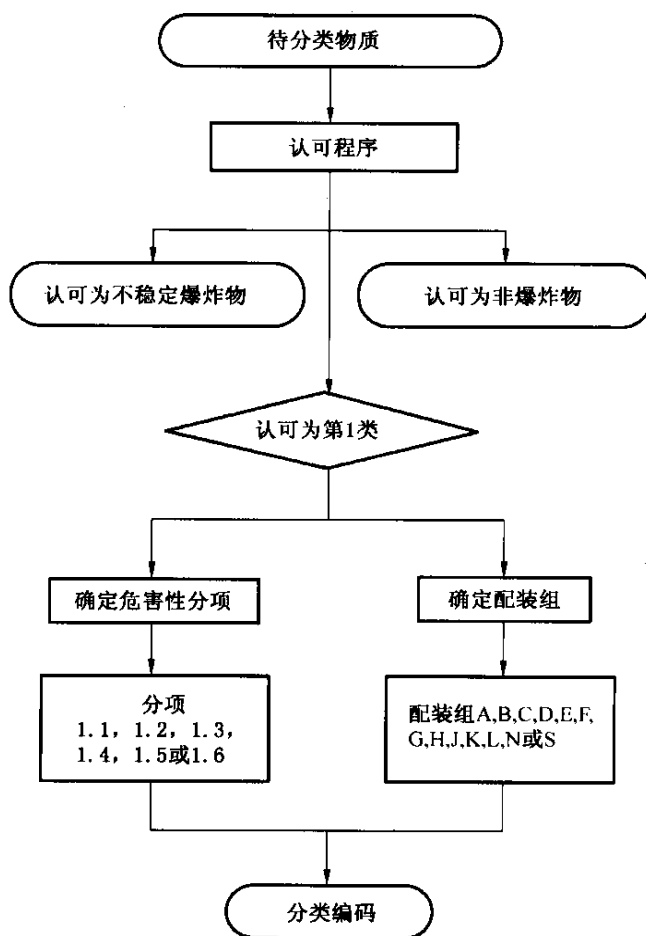 待分类物质
认可程序
认可为不稳定爆炸物
认可为非爆炸物
认可为第1类
确定危害性分项
确定配装组
分项
1.1，1.2，1.3，
1.4，1.5或1.6
配装组A,B,C,D,E,F,
G,H,J,K,L,N或S
分类编码